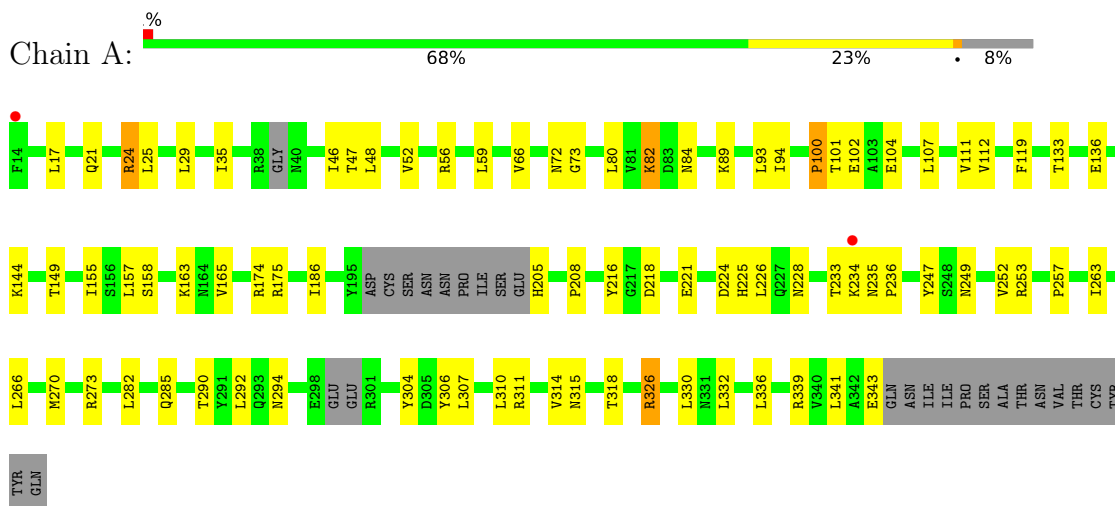 .%
Chain A:
68% 23% • 8%
F14 L17 Q21 R24 L25 L29 I35 R38 GLY N40 I46 T47 L48 V52 R56 L59 V66 N72 G73 L80 V81 K82 D83 N84 K89 L93 I94 P100 T101 E102 A103 E104 L107 V111 V112 F119 T133 E136
K144 T149 I155 S156 L157 S158 K163 N164 V165 R174 R175 I186 Y195 ASP CYS SER ASN ASN PRO ILE SER GLU H205 P208 Y216 G217 D218 E221 D224 H225 L226 Q227 N228 T233 K234 N235 P236 Y247 S248 N249 V252 R253 P257 I263
L266 M270 R273 L282 Q285 T290 Y291 L292 Q293 N294 E298 GLU GLU R301 Y304 D305 Y306 L307 L310 R311 V314 N315 T318 R326 L330 N331 L332 L336 R339 V340 L341 A342 E343 GLN ASN ILE ILE PRO SER ALA THR ASN VAL THR CYS TYR
TYR GLN